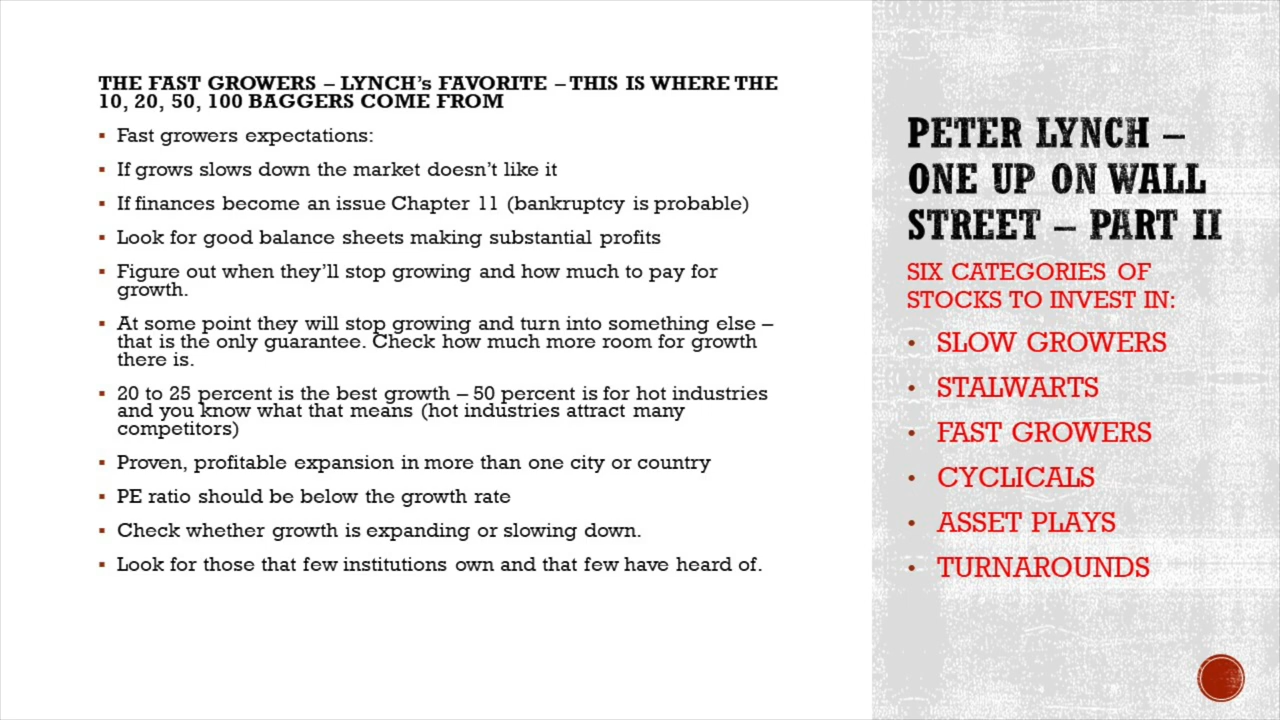 THE FAST GROWERS – LYNCH's FAVORITE – THIS IS WHERE THE
10, 20, 50, 100 BAGGERS COME FROM
▪ Fast growers expectations:
▪ If grows slows down the market doesn't like it
▪ If finances become an issue Chapter 11 (bankruptcy is probable)
▪ Look for good balance sheets making substantial profits
▪ Figure out when they'll stop growing and how much to pay for
growth.
▪ At some point they will stop growing and turn into something else –
that is the only guarantee. Check how much more room for growth
there is.
▪ 20 to 25 percent is the best growth – 50 percent is for hot industries
and you know what that means (hot industries attract many
competitors)
▪ Proven, profitable expansion in more than one city or country
▪ PE ratio should be below the growth rate
▪ Check whether growth is expanding or slowing down.
▪ Look for those that few institutions own and that few have heard of.
PETER LYNCH –
ONE UP ON WALL
STREET – PART II
SIX CATEGORIES OF
STOCKS TO INVEST IN:
• SLOW GROWERS
• STALWARTS
• FAST GROWERS
• CYCLICALS
• ASSET PLAYS
• TURNAROUNDS